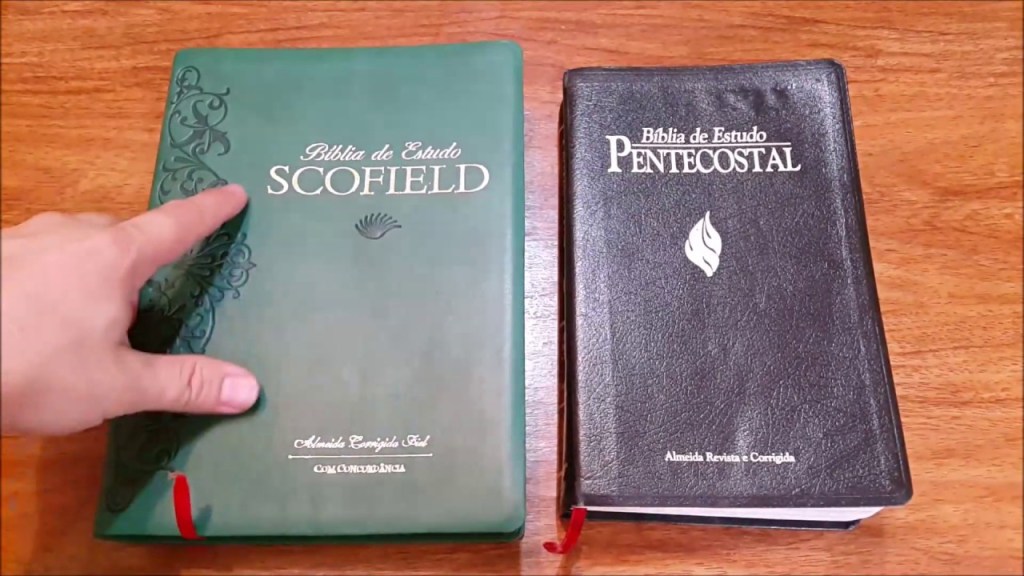 Bíblia de Estudo
SCOFIELD
Almeida Corrigida Fiel
COM CONCORDÂNCIA
Bíblia de Estudo
PENTECOSTAL
Almeida Revista e Corrigida